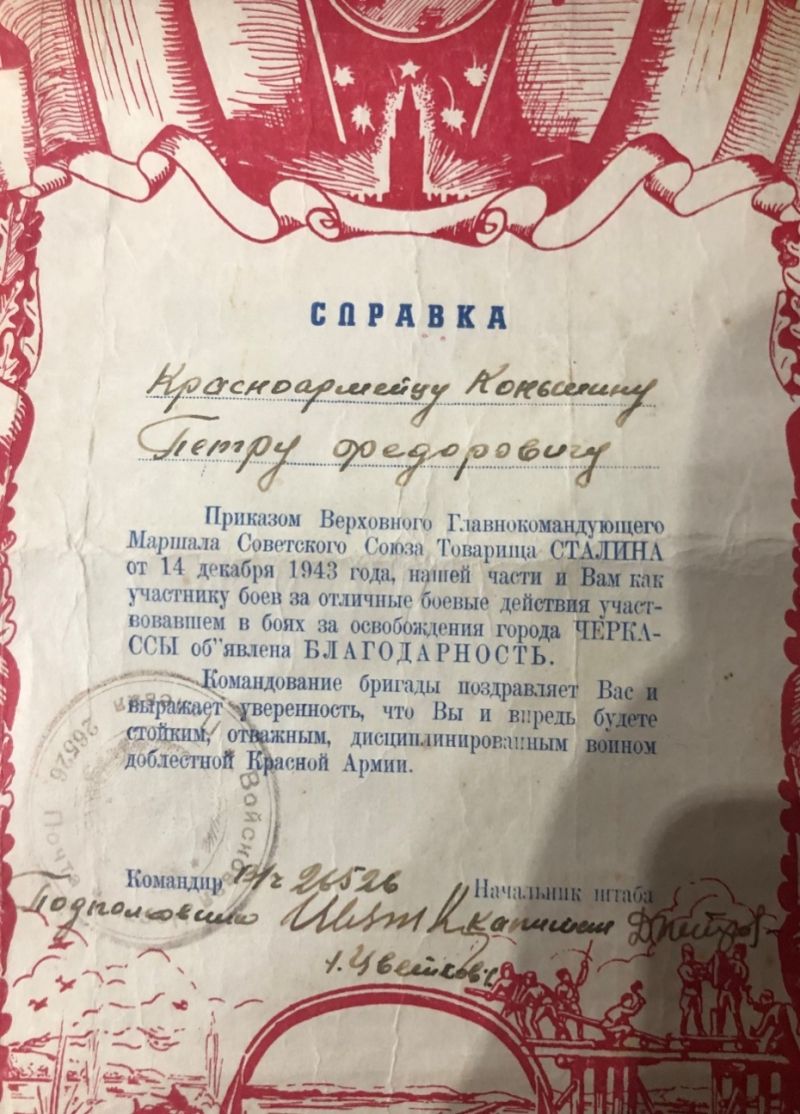 СПРАВКА
Красноармейцу Коньшину
Петру Федоровичу
Приказом Верховного Главнокомандующего
Маршала Советского Союза Товарища СТАЛИНА
от 14 декабря 1943 года, нашей части и Вам как
участнику боев за отличные боевые действия участ-
вовавшем в боях за освобождения города ЧЕРКА-
ССЫ об"явлена БЛАГОДАРНОСТЬ.
Командование бригады поздравляет Вас и
выражает уверенность, что Вы и впредь будете
стойким, отважным, дисциплинированным воином
доблестной Красной Армии.
Войсковая
Почта
26526
Командир в/ч 26526
Начальник штаба
Подполковник
капитан